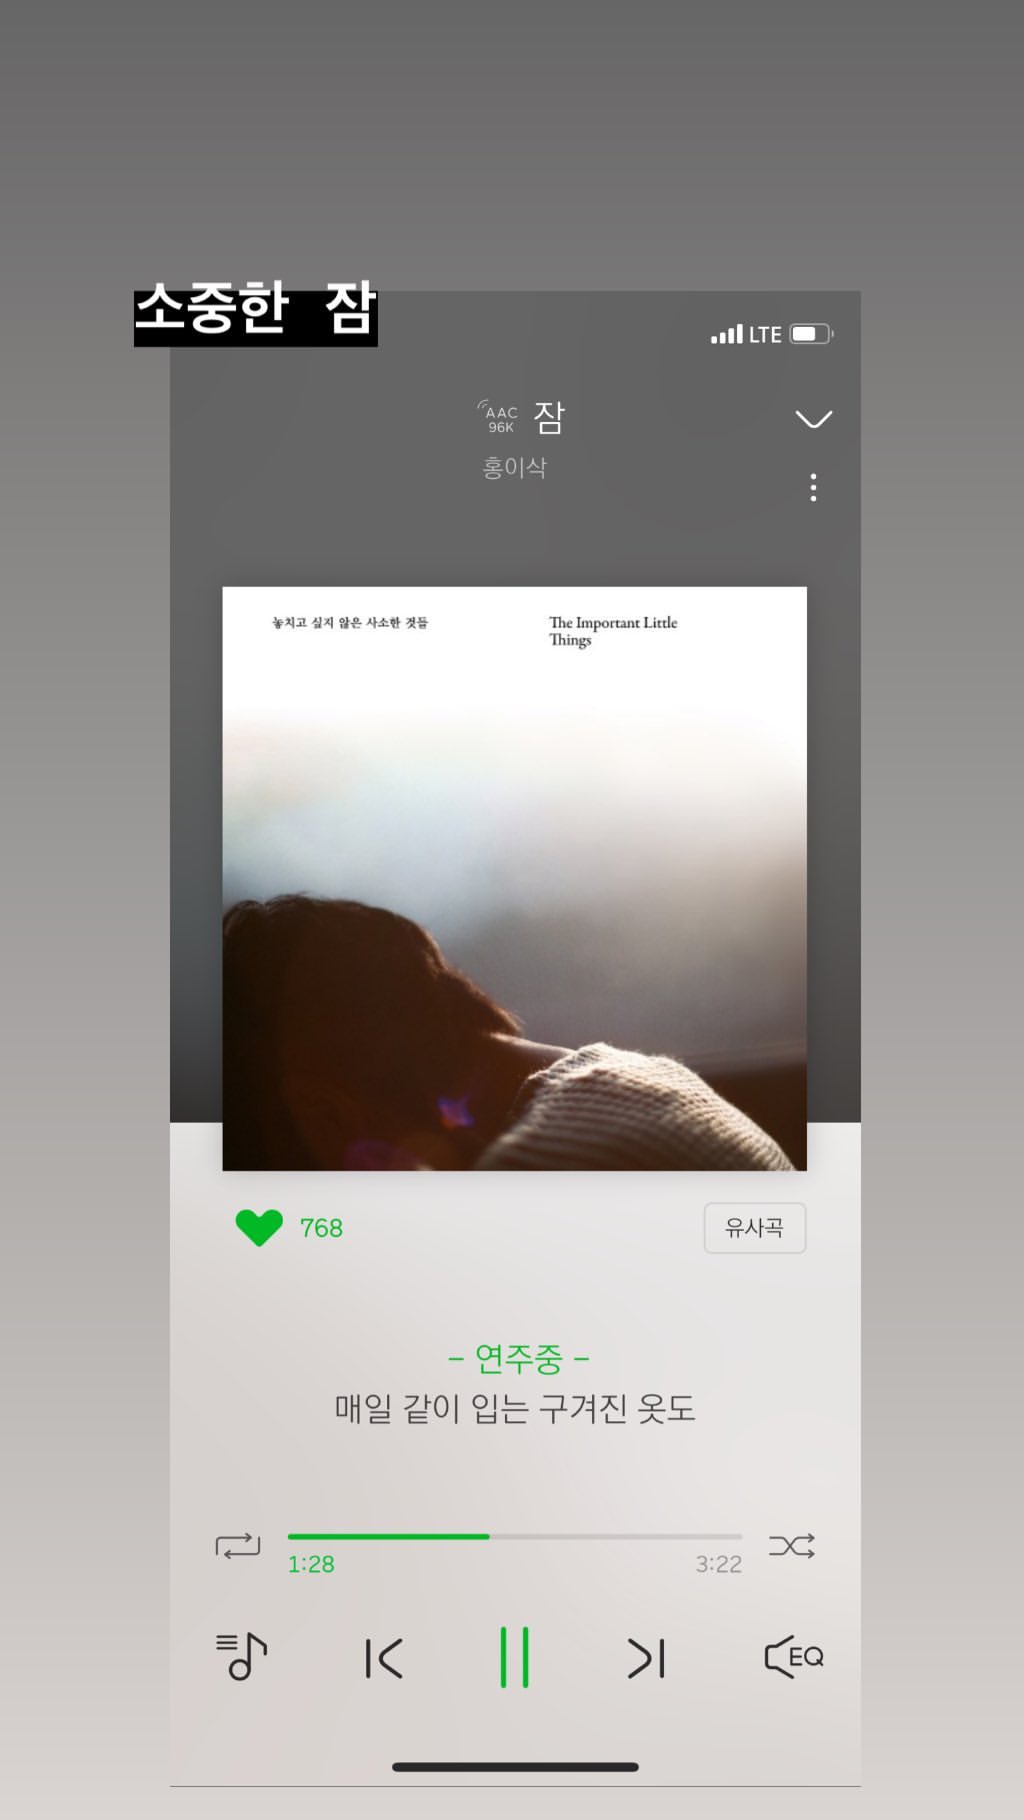 소중한 잠
LTE
AAC
96K
잠
홍이삭
놓치고 싶지 않은 사소한 것들
The Important Little
Things
768
유사곡
- 연주중 -
매일 같이 입는 구겨진 옷도
1:28
3:22
EQ